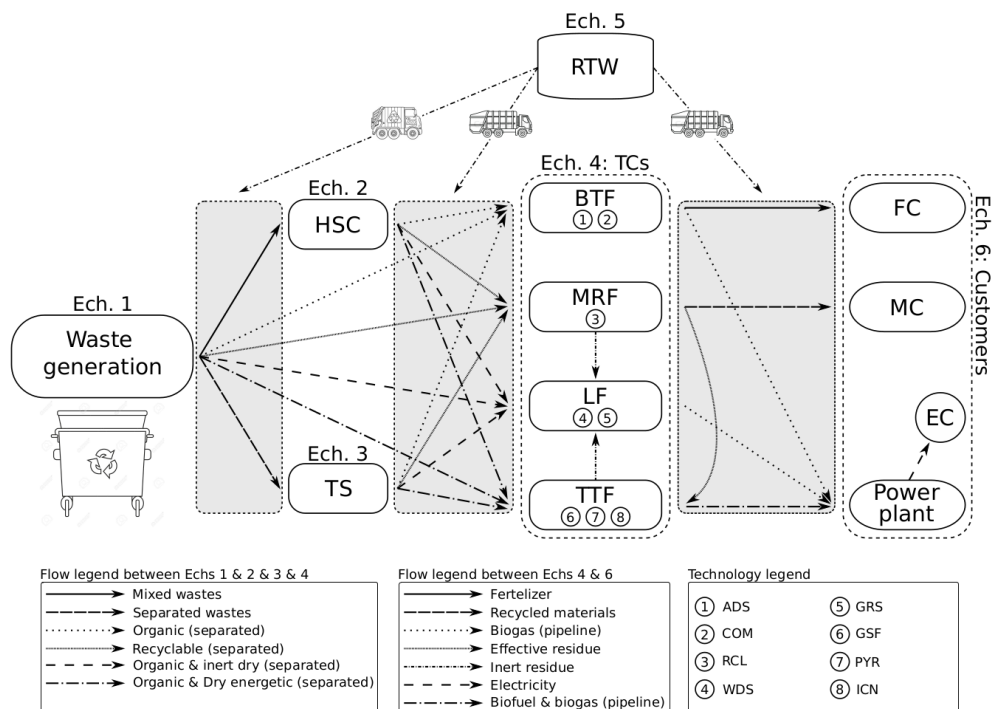 Ech. 5
RTW
Ech. 4: TCs
Ech. 2
HSC
BTF
1 2
FC
Ech. 6: Customers
Ech. 1
Waste
generation
MRF
3
MC
LF
4 5
EC
Ech. 3
TS
TTF
6 7 8
Power
plant
Flow legend between Echs 1 & 2 & 3 & 4
Mixed wastes
Separated wastes
Organic (separated)
Recyclable (separated)
Organic & inert dry (separated)
Organic & Dry energetic (separated)
Flow legend between Echs 4 & 6
Fertelizer
Recycled materials
Biogas (pipeline)
Effective residue
Inert residue
Electricity
Biofuel & biogas (pipeline)
Technology legend
1 ADS
2 COM
3 RCL
4 WDS
5 GRS
6 GSF
7 PYR
8 ICN